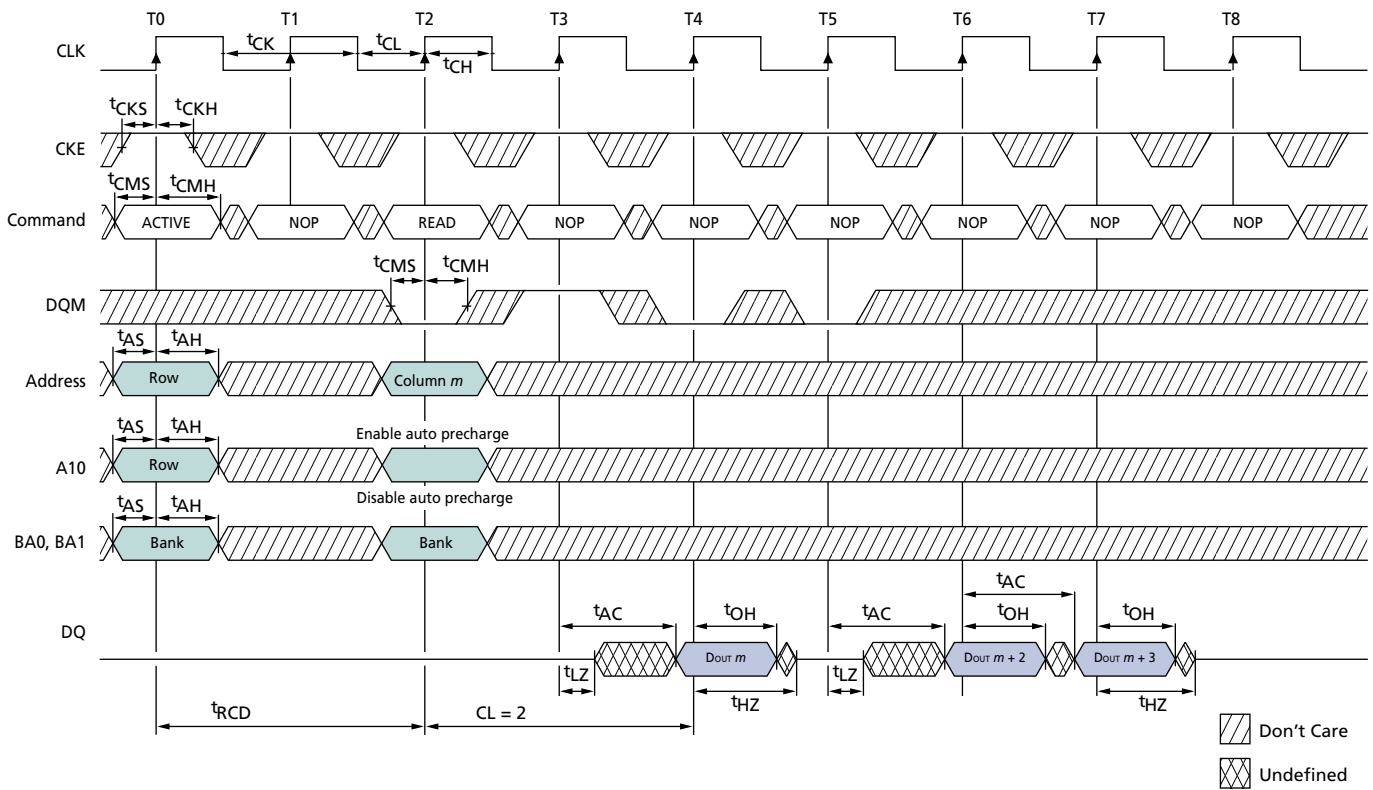 T0 T1 T2 T3 T4 T5 T6 T7 T8
CLK
tCK tCL
tCH
tCKS tCKH
CKE
tCMS tCMH
Command ACTIVE NOP READ NOP NOP NOP NOP NOP NOP
tCMS tCMH
DQM
tAS tAH
Address Row Column m
tAS tAH Enable auto precharge
A10 Row
Disable auto precharge
tAS tAH
BA0, BA1 Bank Bank
tAC
tAC tOH tAC tOH tOH
DQ
DOUT m DOUT m + 2 DOUT m + 3
tLZ tHZ tLZ tHZ
tRCD CL = 2
Don't Care
Undefined